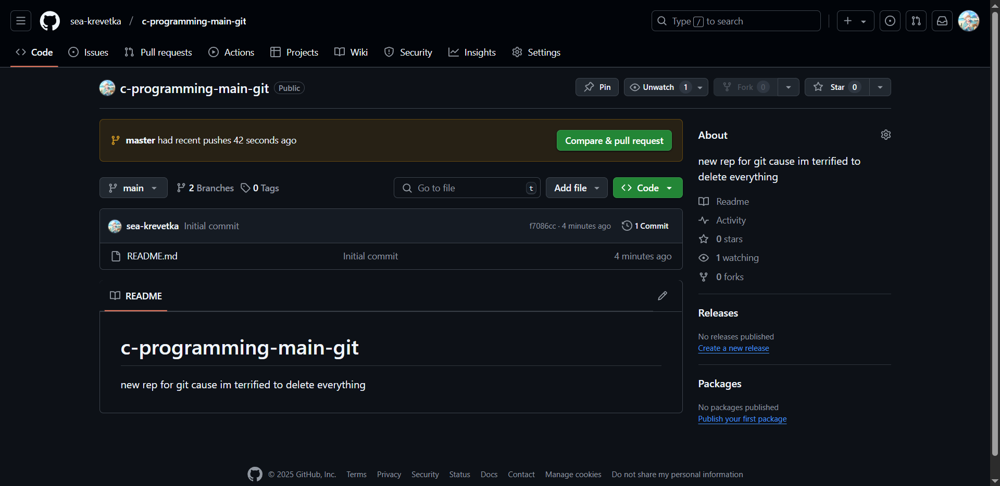 sea-krevetka / c-programming-main-git
Type / to search
Code Issues Pull requests Actions Projects Wiki Security Insights Settings
c-programming-main-git Public
Pin
Unwatch 1
Fork 0
Star 0
master had recent pushes 42 seconds ago
Compare & pull request
main
2 Branches
0 Tags
Go to file t
Add file
Code
sea-krevetka Initial commit
f7086cc · 4 minutes ago
1 Commit
README.md
Initial commit
4 minutes ago
README
c-programming-main-git
new rep for git cause im terrified to delete everything
About
new rep for git cause im terrified to
delete everything
Readme
Activity
0 stars
1 watching
0 forks
Releases
No releases published
Create a new release
Packages
No packages published
Publish your first package
© 2025 GitHub, Inc. Terms Privacy Security Status Docs Contact Manage cookies Do not share my personal information